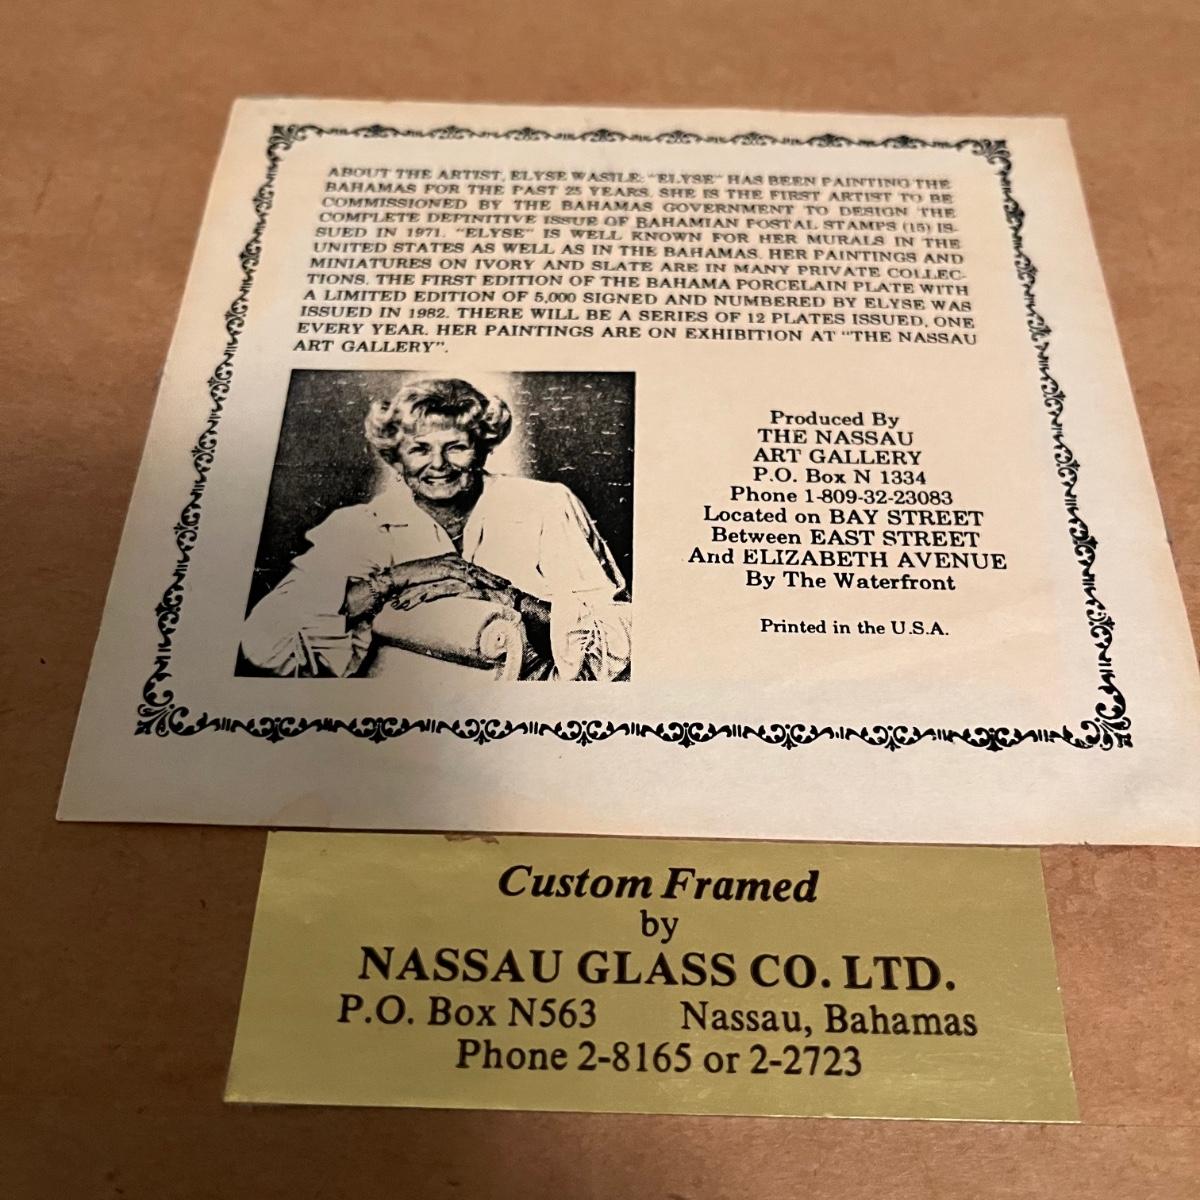 ABOUT THE ARTIST, ELYSE WASILE: "ELYSE" HAS BEEN PAINTING THE
BAHAMAS FOR THE PAST 25 YEARS. SHE IS THE FIRST ARTIST TO BE
COMMISSIONED BY THE BAHAMAS GOVERNMENT TO DESIGN THE
COMPLETE DEFINITIVE ISSUE OF BAHAMIAN POSTAL STAMPS (15) IS-
SUED IN 1971. "ELYSE" IS WELL KNOWN FOR HER MURALS IN THE
UNITED STATES AS WELL AS IN THE BAHAMAS. HER PAINTINGS AND
MINIATURES ON IVORY AND SLATE ARE IN MANY PRIVATE COLLEC-
TIONS. THE FIRST EDITION OF THE BAHAMA PORCELAIN PLATE WITH
A LIMITED EDITION OF 5,000 SIGNED AND NUMBERED BY ELYSE WAS
ISSUED IN 1982. THERE WILL BE A SERIES OF 12 PLATES ISSUED, ONE
EVERY YEAR. HER PAINTINGS ARE ON EXHIBITION AT "THE NASSAU
ART GALLERY".
Produced By
THE NASSAU
ART GALLERY
P.O. Box N 1334
Phone 1-809-32-23083
Located on BAY STREET
Between EAST STREET
And ELIZABETH AVENUE
By The Waterfront
Printed in the U.S.A.
Custom Framed
by
NASSAU GLASS CO. LTD.
P.O. Box N563 Nassau, Bahamas
Phone 2-8165 or 2-2723